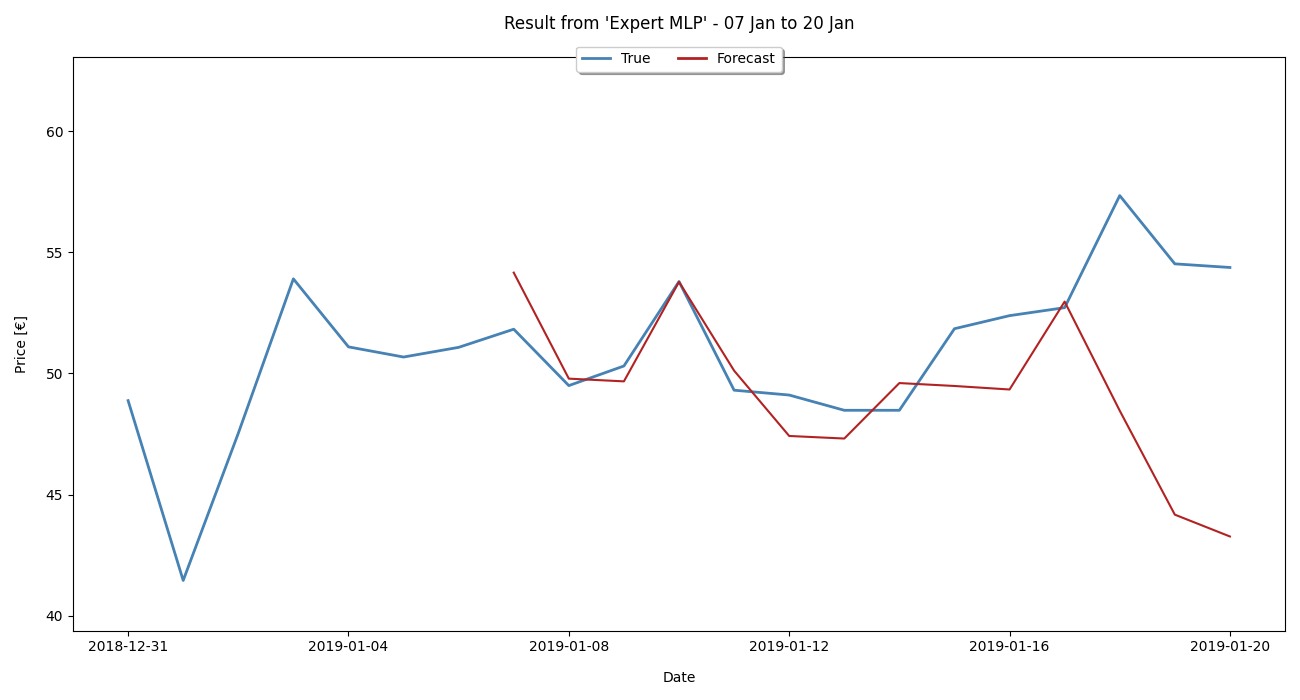 Result from 'Expert MLP' - 07 Jan to 20 Jan
True Forecast
60
55
50
45
40
Price [€]
2018-12-31 2019-01-04 2019-01-08 2019-01-12 2019-01-16 2019-01-20
Date